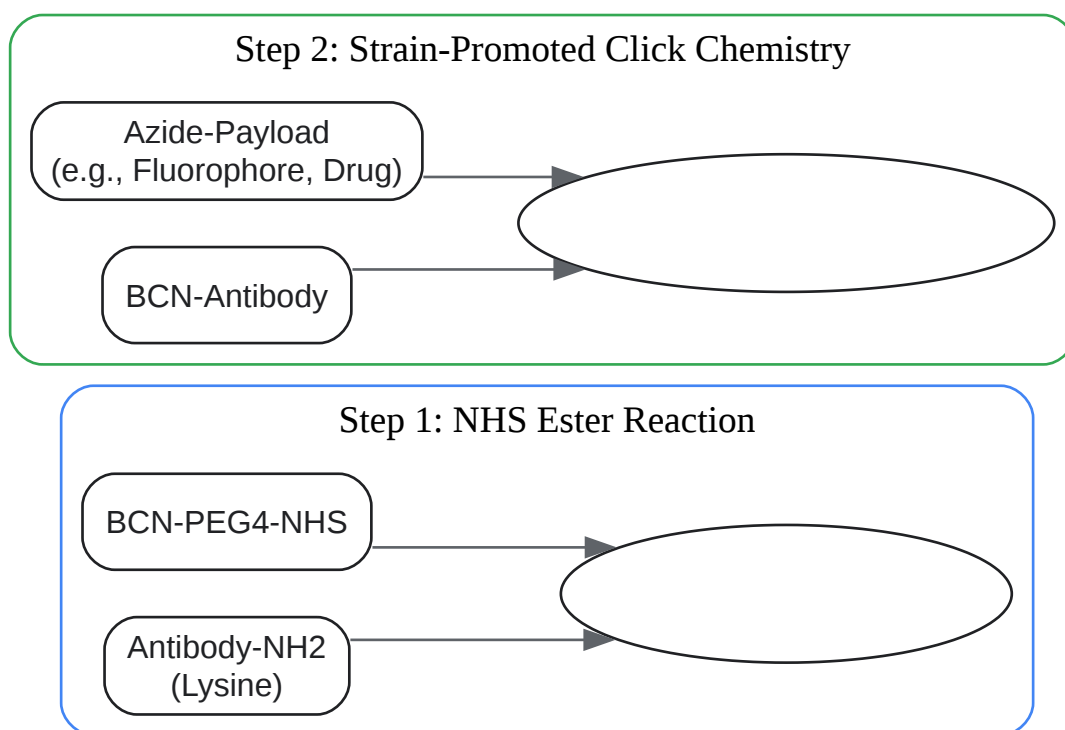 Step 2: Strain-Promoted Click Chemistry
Azide-Payload
(e.g., Fluorophore, Drug)
BCN-Antibody
Step 1: NHS Ester Reaction
BCN-PEG4-NHS
Antibody-NH2
(Lysine)